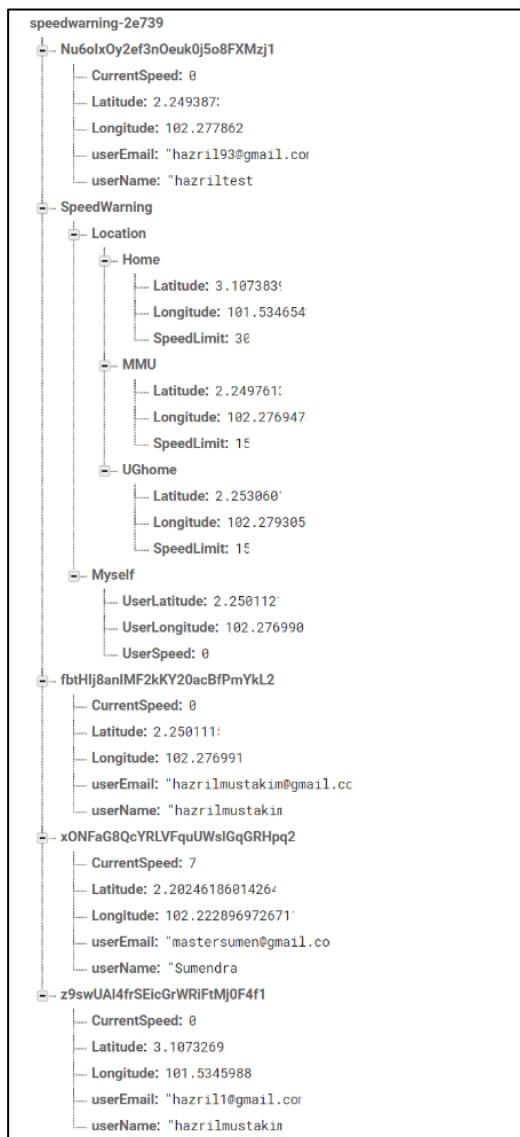 speedwarning-2e739
Nu6olxOy2ef3nOeuk0j5o8FXMzj1
CurrentSpeed: 0
Latitude: 2.249387
Longitude: 102.277862
userEmail: "hazril93@gmail.co
userName: "hazriltest
SpeedWarning
Location
Home
Latitude: 3.107383
Longitude: 101.534654
SpeedLimit: 30
MMU
Latitude: 2.249761
Longitude: 102.276947
SpeedLimit: 15
UGhome
Latitude: 2.253060
Longitude: 102.279305
SpeedLimit: 15
Myself
UserLatitude: 2.250112
UserLongitude: 102.276990
UserSpeed: 0
fbtHlj8anlMF2kKY20acBfPmYkL2
CurrentSpeed: 0
Latitude: 2.250111
Longitude: 102.276991
userEmail: "hazrilmustakim@gmail.cc
userName: "hazrilmustakim
xONFaG8QcYRLVFquUWslGqGRHpq2
CurrentSpeed: 7
Latitude: 2.20246186014264
Longitude: 102.22289697267
userEmail: "mastersumen@gmail.co
userName: "Sumendra
z9swUAl4frSEicGrWRiFtMj0F4f1
CurrentSpeed: 0
Latitude: 3.1073269
Longitude: 101.5345988
userEmail: "hazril1@gmail.co
userName: "hazrilmustakim